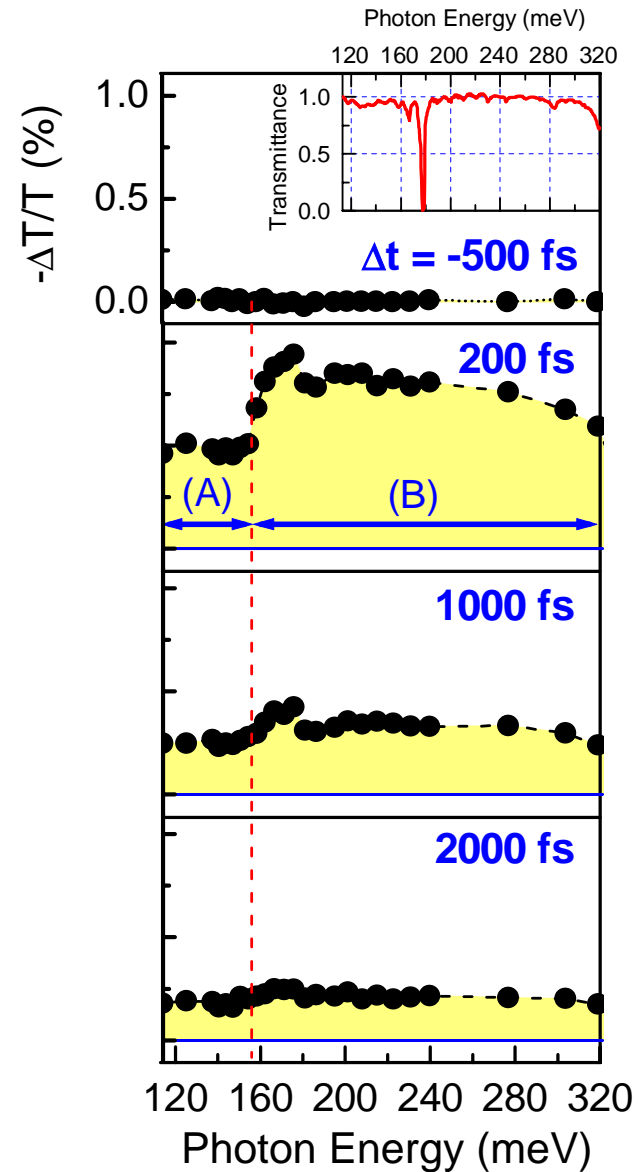 Photon Energy (meV)
120 160 200 240 280 320
Transmittance
1.0
0.5
0.0
-ΔT/T (%)
1.0
0.5
0.0
Δt = -500 fs
200 fs
(A) (B)
1000 fs
2000 fs
120 160 200 240 280 320
Photon Energy (meV)